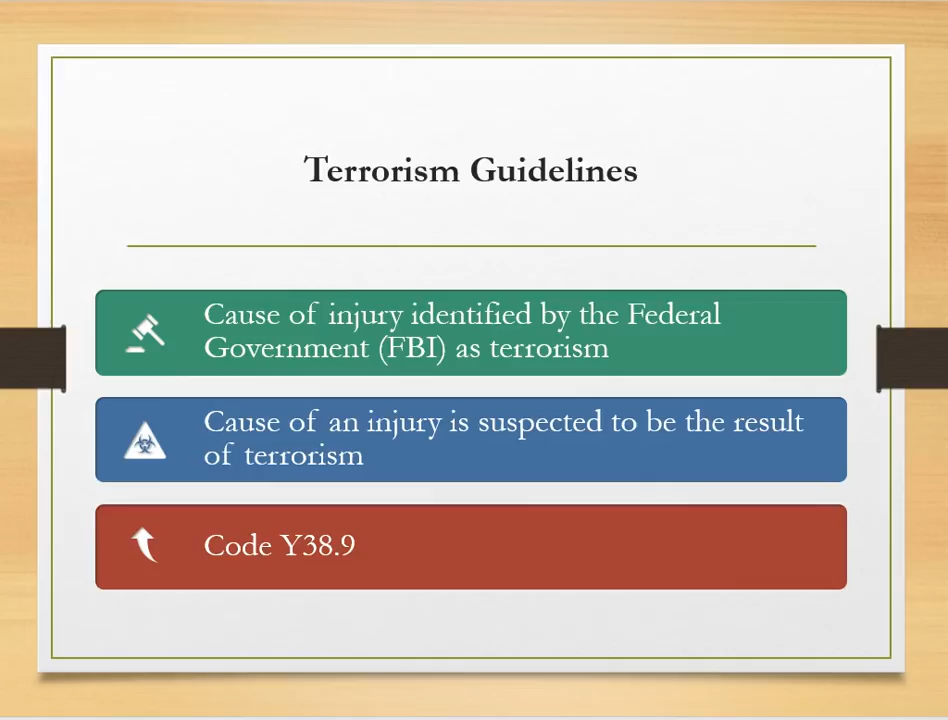 Terrorism Guidelines
Cause of injury identified by the Federal
Government (FBI) as terrorism
Cause of an injury is suspected to be the result
of terrorism
Code Y38.9